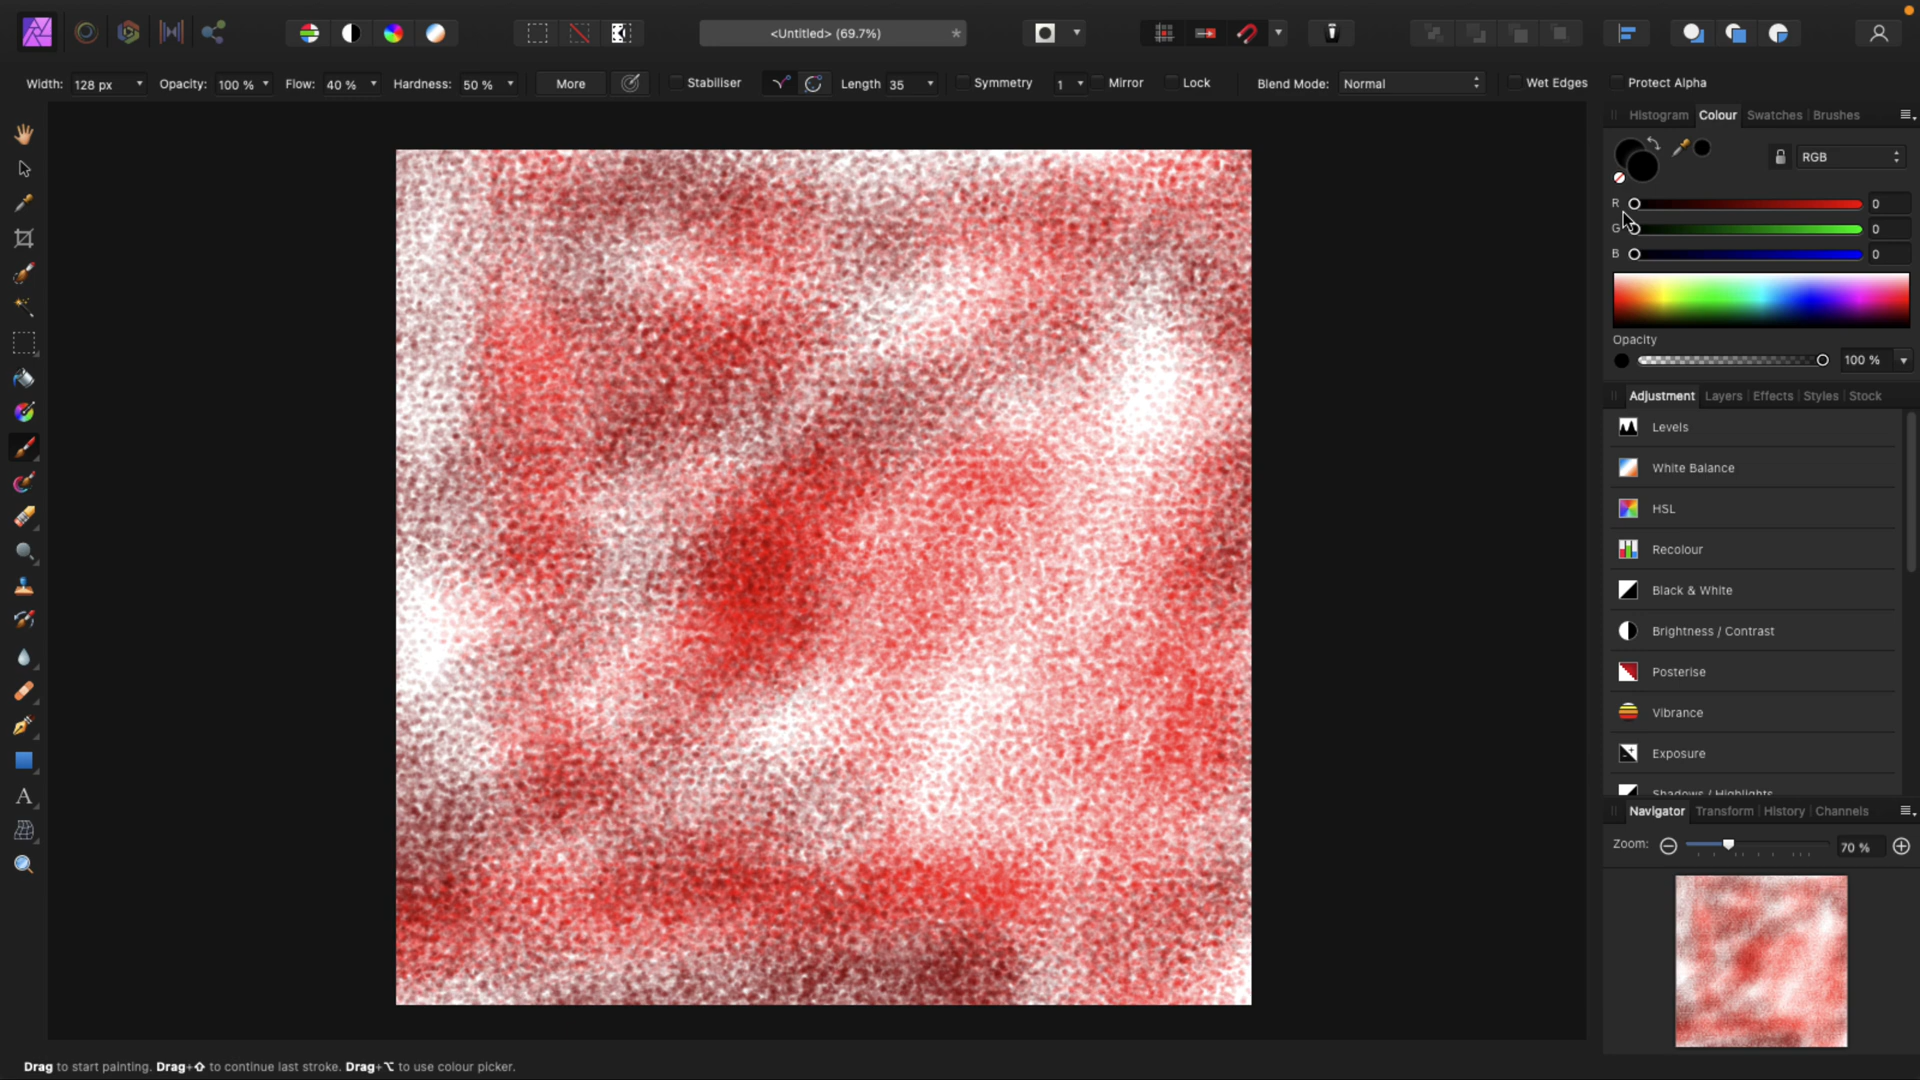 <Untitled> (69.7%)
*
Width: 128 px Opacity: 100 % Flow: 40 % Hardness: 50 % More Stabiliser Length 35 Symmetry 1 Mirror Lock Blend Mode: Normal Wet Edges Protect Alpha
Histogram Colour Swatches Brushes
RGB
R 0
G 0
B 0
Opacity
100 %
Adjustment Layers Effects Styles Stock
Levels
White Balance
HSL
Recolour
Black & White
Brightness / Contrast
Posterise
Vibrance
Exposure
Shadows / Highlights
Navigator Transform History Channels
Zoom: 70 %
Drag to start painting. Drag+⇧ to continue last stroke. Drag+⌥ to use colour picker.